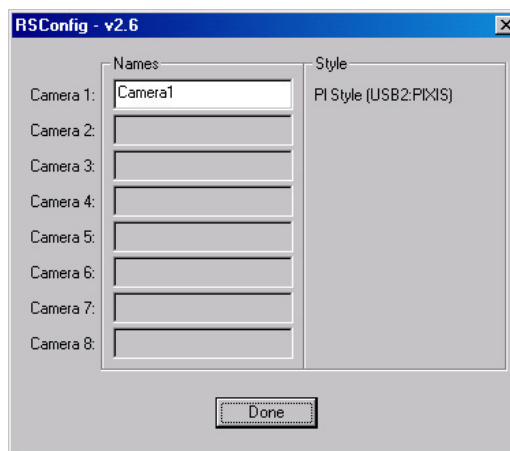 RSConfig - v2.6
Names Style
Camera 1: Camera1 PI Style (USB2:PIXIS)
Camera 2:
Camera 3:
Camera 4:
Camera 5:
Camera 6:
Camera 7:
Camera 8:
Done